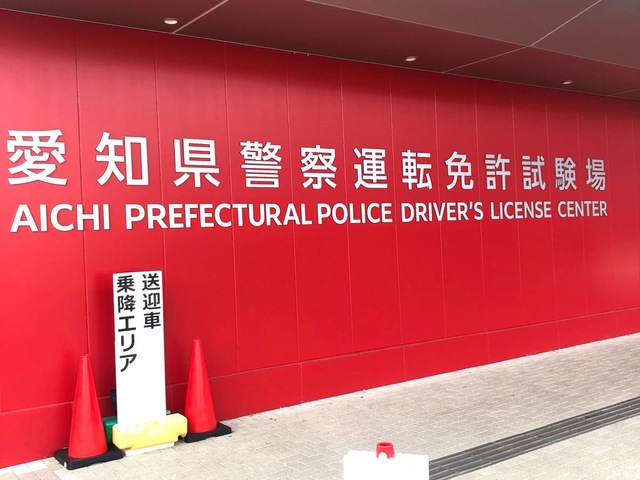 愛知県警察運転免許試験場
AICHI PREFECTURAL POLICE DRIVER'S LICENSE CENTER
送迎車
乗降エリア